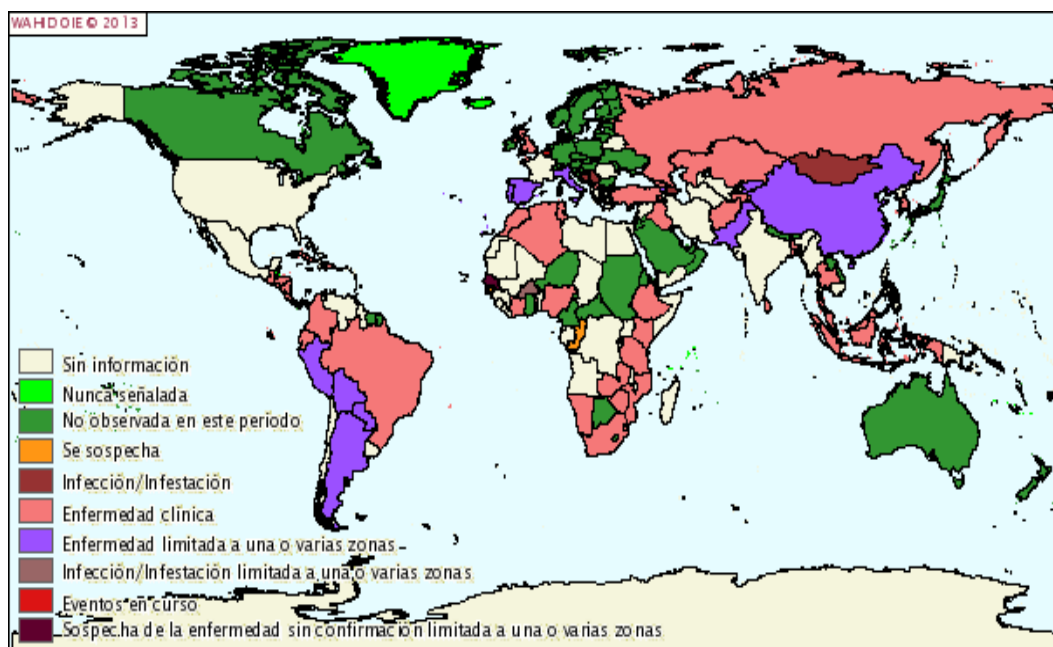 WAHIDOIE © 2013
Sin información
Nunca señalada
No observada en este periodo
Se sospecha
Infección/Infestación
Enfermedad clínica
Enfermedad limitada a una o varias zonas
Infección/Infestación limitada a una o varias zonas
Eventos en curso
Sospecha de la enfermedad sin confirmación limitada a una o varias zonas